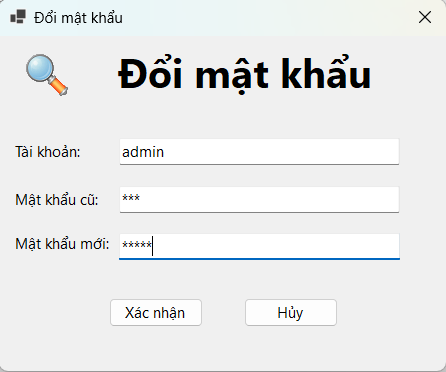 Đổi mật khẩu
Đổi mật khẩu
Tài khoản: admin
Mật khẩu cũ: ***
Mật khẩu mới: *****
Xác nhận Hủy